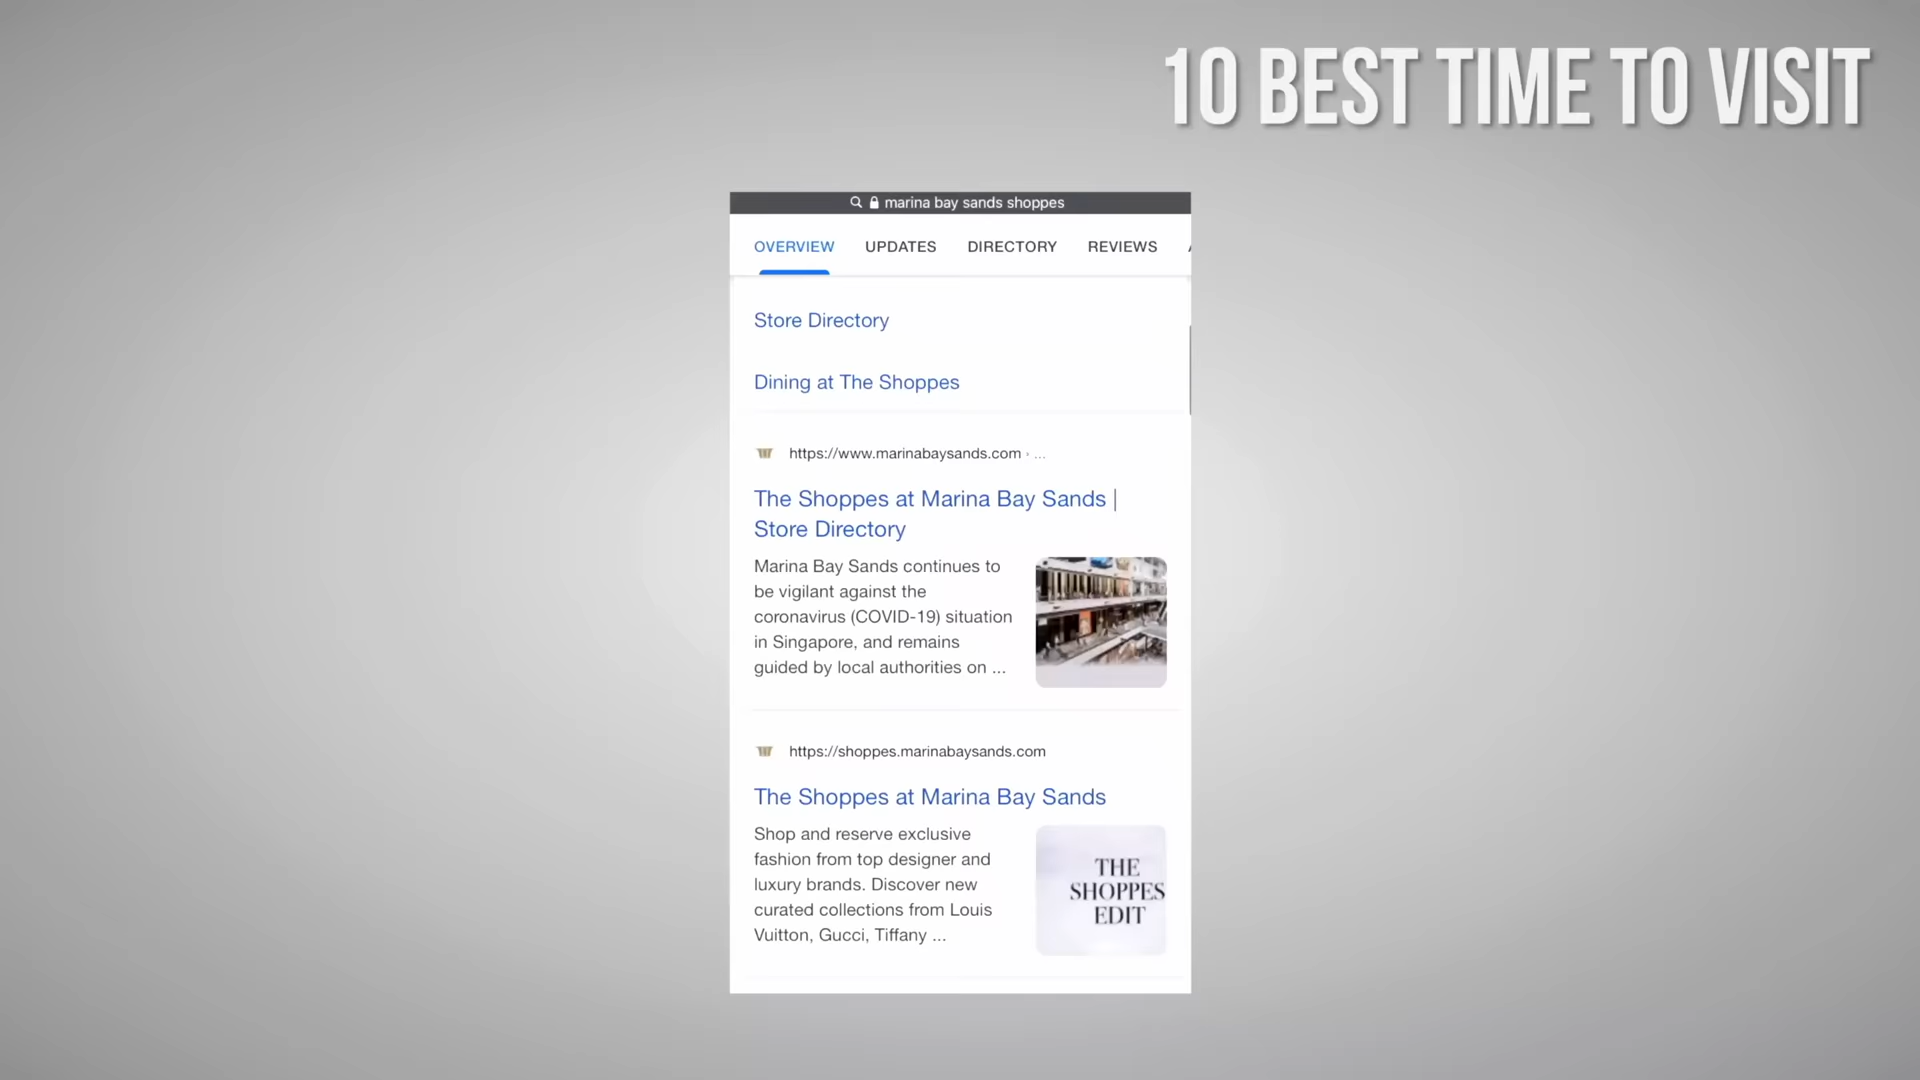 10 BEST TIME TO VISIT
marina bay sands shoppes
OVERVIEW UPDATES DIRECTORY REVIEWS
Store Directory
Dining at The Shoppes
https://www.marinabaysands.com › ...
The Shoppes at Marina Bay Sands |
Store Directory
Marina Bay Sands continues to
be vigilant against the
coronavirus (COVID-19) situation
in Singapore, and remains
guided by local authorities on ...
https://shoppes.marinabaysands.com
The Shoppes at Marina Bay Sands
Shop and reserve exclusive
fashion from top designer and
luxury brands. Discover new
curated collections from Louis
Vuitton, Gucci, Tiffany ...
THE
SHOPPES
EDIT